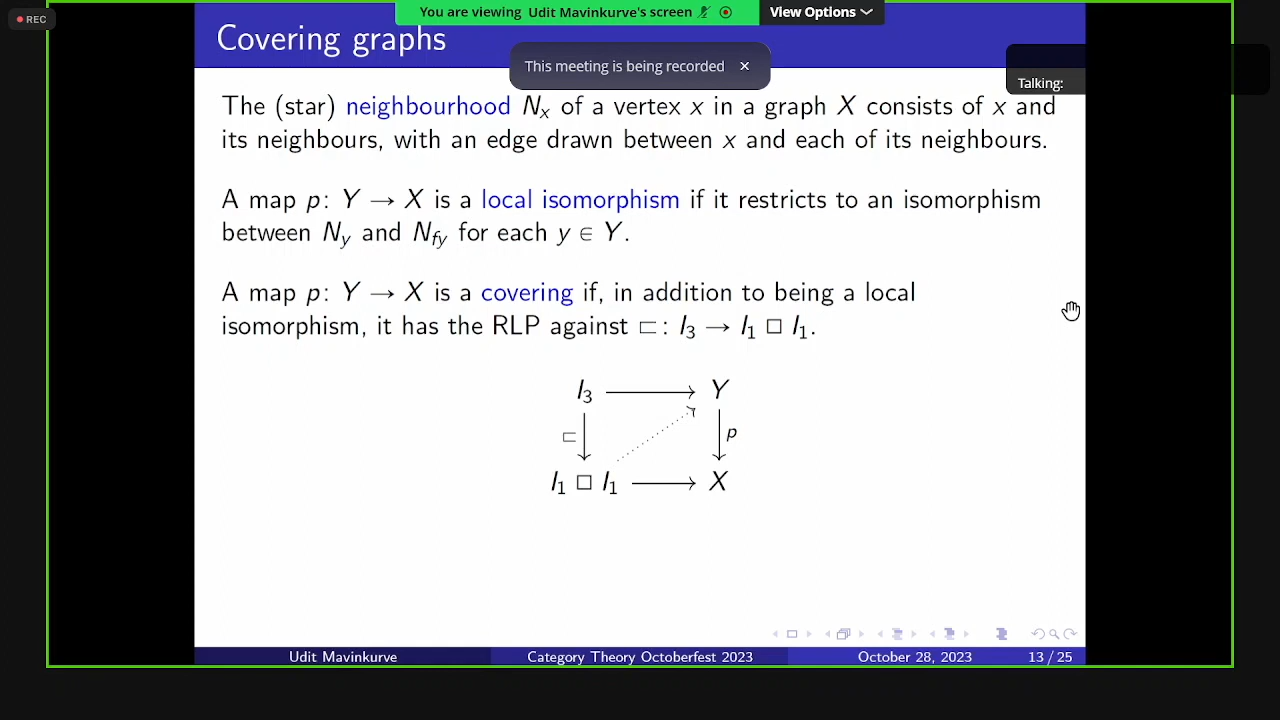 REC
You are viewing Udit Mavinkurve's screen
View Options
Covering graphs
This meeting is being recorded ×
Talking:
The (star) neighbourhood Nₓ of a vertex x in a graph X consists of x and
its neighbours, with an edge drawn between x and each of its neighbours.
A map p: Y → X is a local isomorphism if it restricts to an isomorphism
between N_y and N_fy for each y ∈ Y.
A map p: Y → X is a covering if, in addition to being a local
isomorphism, it has the RLP against ⊏: I₃ → I₁ □ I₁.
I₃ → Y
⊏ p
I₁ □ I₁ → X
Udit Mavinkurve Category Theory Octoberfest 2023 October 28, 2023 13 / 25